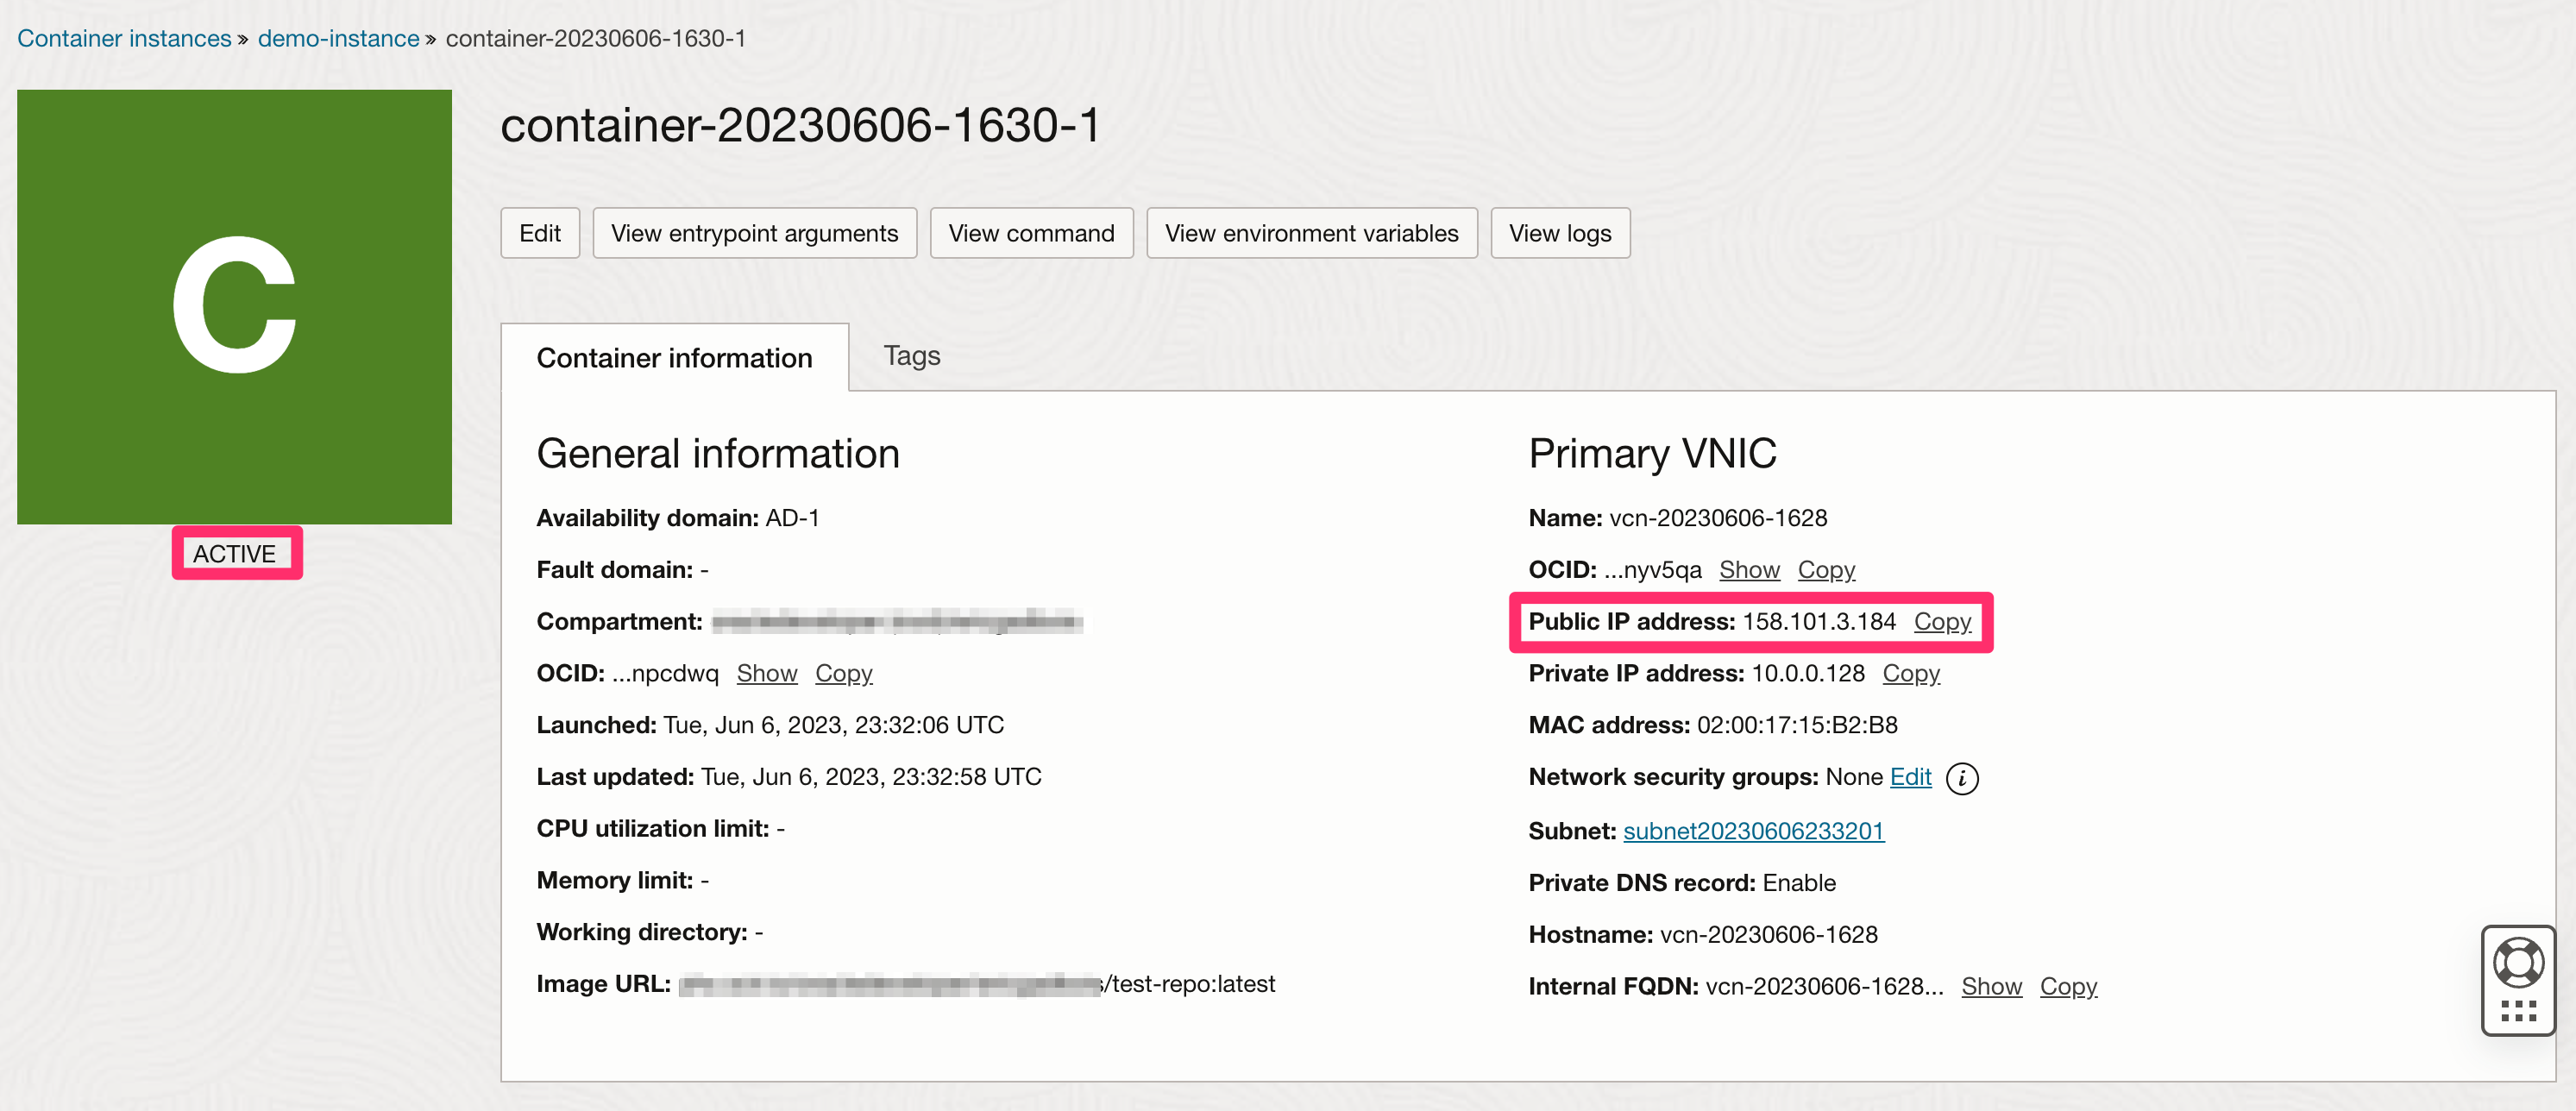 Container instances » demo-instance » container-20230606-1630-1
C
ACTIVE
container-20230606-1630-1
Edit
View entrypoint arguments
View command
View environment variables
View logs
Container information
Tags
General information
Availability domain: AD-1
Fault domain: -
Compartment:
OCID: ...npcdwq Show Copy
Launched: Tue, Jun 6, 2023, 23:32:06 UTC
Last updated: Tue, Jun 6, 2023, 23:32:58 UTC
CPU utilization limit: -
Memory limit: -
Working directory: -
Image URL: /test-repo:latest
Primary VNIC
Name: vcn-20230606-1628
OCID: ...nyv5qa Show Copy
Public IP address: 158.101.3.184 Copy
Private IP address: 10.0.0.128 Copy
MAC address: 02:00:17:15:B2:B8
Network security groups: None Edit i
Subnet: subnet20230606233201
Private DNS record: Enable
Hostname: vcn-20230606-1628
Internal FQDN: vcn-20230606-1628... Show Copy